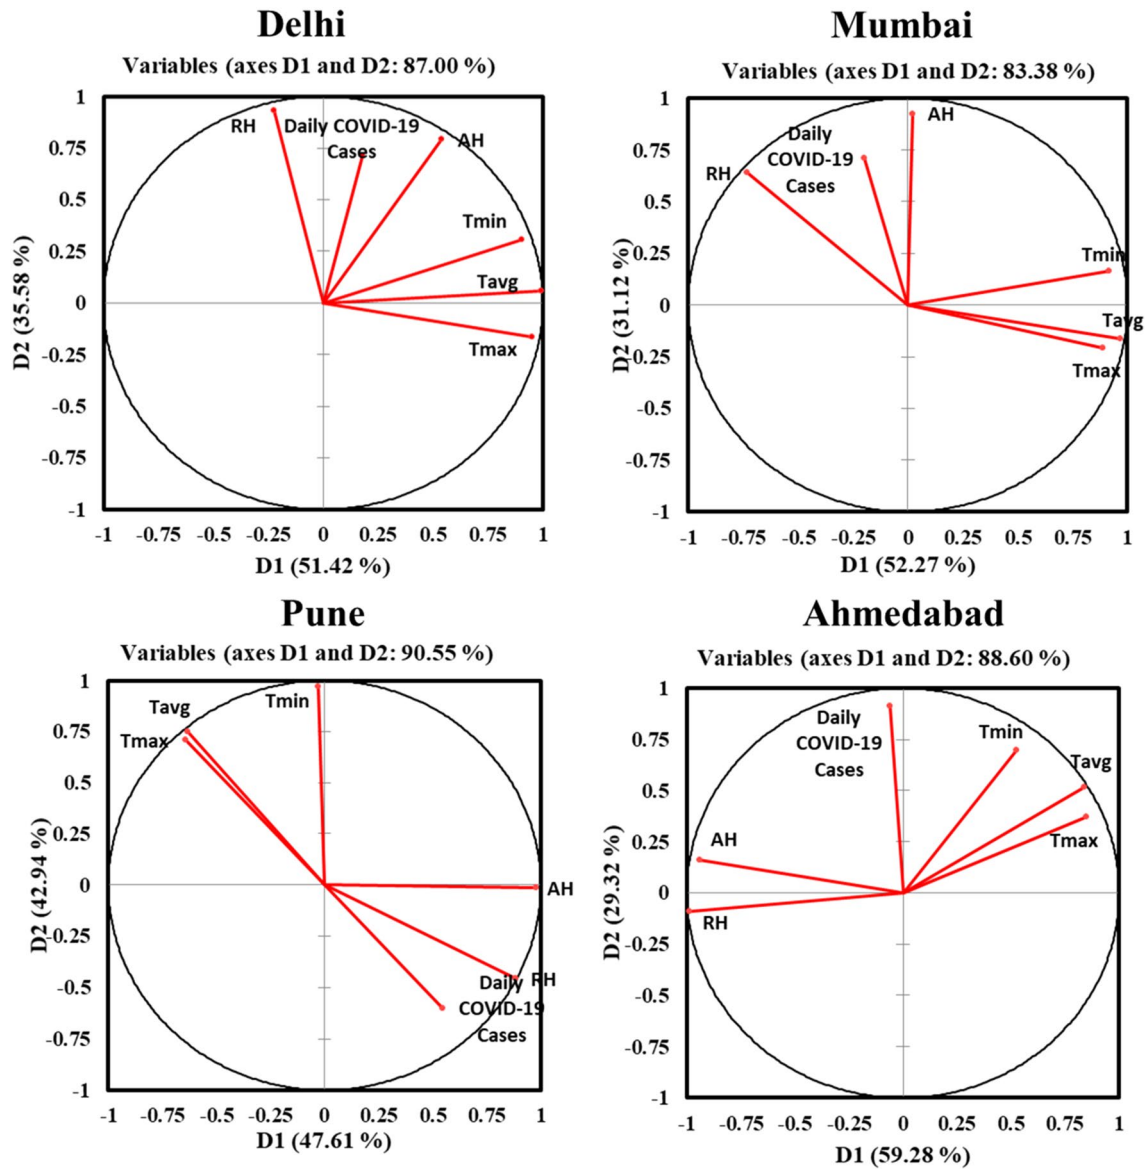 Delhi
Variables (axes D1 and D2: 87.00 %)
1
0.75
0.5
0.25
0
-0.25
-0.5
-0.75
-1
D2 (35.58 %)
RH
Daily COVID-19
Cases
AH
Tmin
Tavg
Tmax
-1 -0.75 -0.5 -0.25 0 0.25 0.5 0.75 1
D1 (51.42 %)
Mumbai
Variables (axes D1 and D2: 83.38 %)
1
0.75
0.5
0.25
0
-0.25
-0.5
-0.75
-1
D2 (31.12 %)
AH
Daily
COVID-19
Cases
RH
Tmin
Tavg
Tmax
-1 -0.75 -0.5 -0.25 0 0.25 0.5 0.75 1
D1 (52.27 %)
Pune
Variables (axes D1 and D2: 90.55 %)
1
0.75
0.5
0.25
0
-0.25
-0.5
-0.75
-1
D2 (42.94 %)
Tmin
Tavg
Tmax
AH
RH
Daily
COVID-19
Cases
-1 -0.75 -0.5 -0.25 0 0.25 0.5 0.75 1
D1 (47.61 %)
Ahmedabad
Variables (axes D1 and D2: 88.60 %)
1
0.75
0.5
0.25
0
-0.25
-0.5
-0.75
-1
D2 (29.32 %)
Daily
COVID-19
Cases
Tmin
Tavg
Tmax
AH
RH
-1 -0.75 -0.5 -0.25 0 0.25 0.5 0.75 1
D1 (59.28 %)